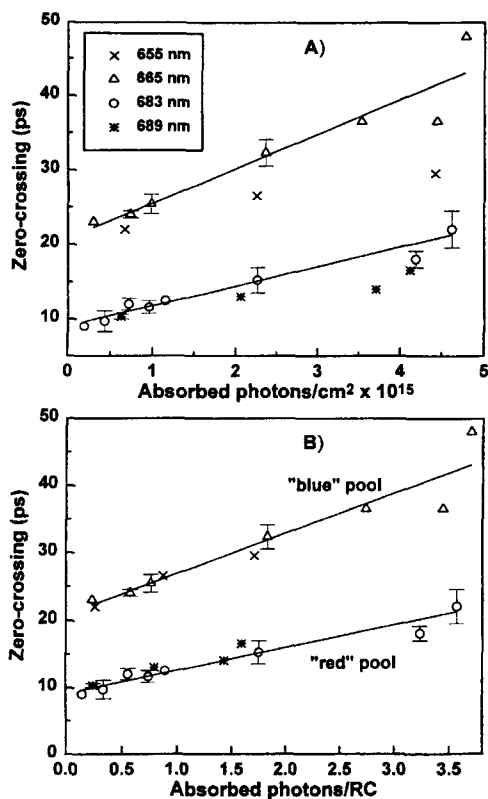 50
A)
× 655 nm
△ 665 nm
○ 683 nm
✳ 689 nm
40
30
20
10
Zero-crossing (ps)
0 1 2 3 4 5
Absorbed photons/cm² x 10¹⁵
50
B)
"blue" pool
40
30
20
"red" pool
10
0
Zero-crossing (ps)
0.0 0.5 1.0 1.5 2.0 2.5 3.0 3.5
Absorbed photons/RC